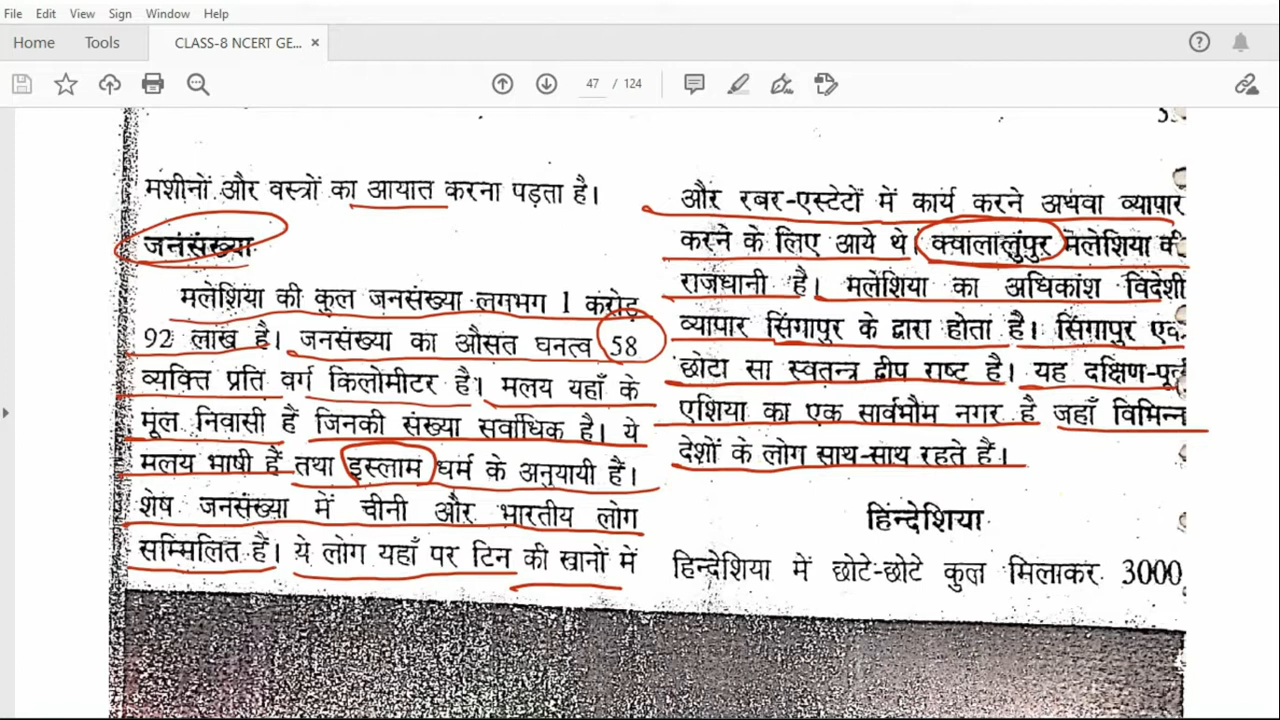 File Edit View Sign Window Help
Home Tools CLASS-8 NCERT GE... ×
47 / 124
मशीनों और वस्त्रों का आयात करना पड़ता है।
जनसंख्या
मलेशिया की कुल जनसंख्या लगभग 1 करोड़
92 लाख है। जनसंख्या का औसत घनत्व 58
व्यक्ति प्रति वर्ग किलोमीटर है। मलय यहाँ के
मूल निवासी हैं जिनकी संख्या सर्वाधिक है। ये
मलय भाषी हैं तथा इस्लाम धर्म के अनुयायी हैं।
शेष जनसंख्या में चीनी और भारतीय लोग
सम्मिलित हैं। ये लोग यहाँ पर टिन की खानों में
और रबर-एस्टेटों में कार्य करने अथवा व्यापार
करने के लिए आये थे। क्वालालुंपुर मलेशिया की
राजधानी है। मलेशिया का अधिकांश विदेशी
व्यापार सिंगापुर के द्वारा होता है। सिंगापुर एक
छोटा सा स्वतन्त्र द्वीप राष्ट है। यह दक्षिण-पूर्व
एशिया का एक सार्वभौम नगर है जहाँ विभिन्न
देशों के लोग साथ-साथ रहते हैं।
हिन्देशिया
हिन्देशिया में छोटे-छोटे कुल मिलाकर 3000